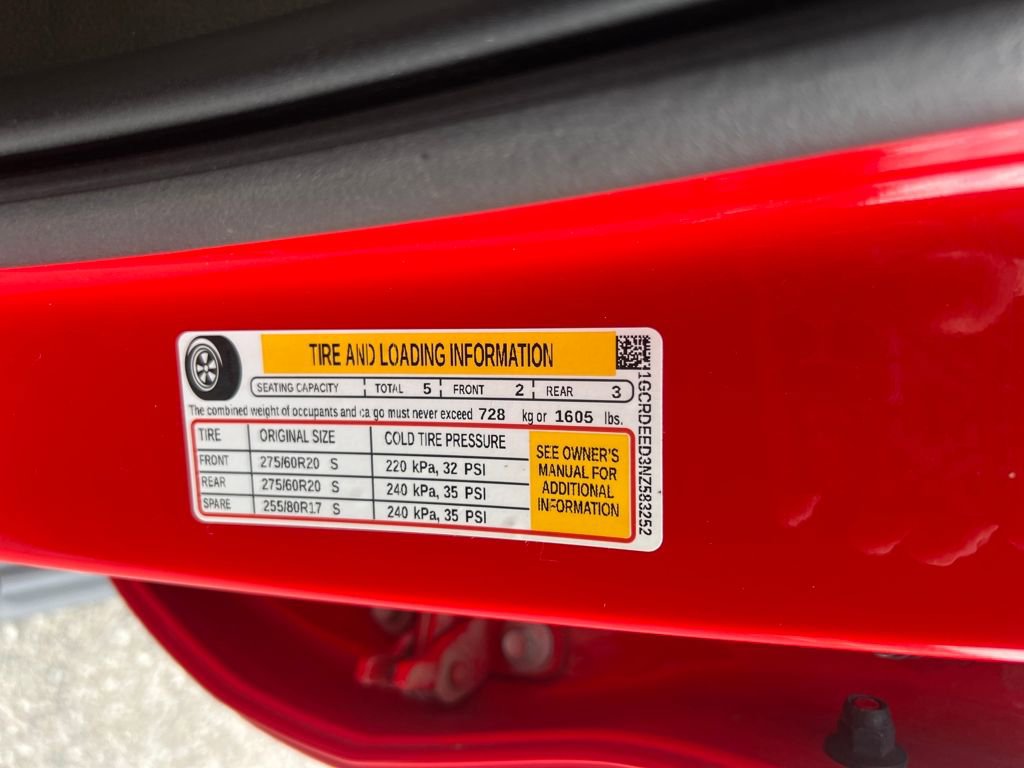 TIRE AND LOADING INFORMATION
SEATING CAPACITY TOTAL 5 FRONT 2 REAR 3
The combined weight of occupants and ca go must never exceed 728 kg or 1605 lbs.
TIRE ORIGINAL SIZE COLD TIRE PRESSURE
FRONT 275/60R20 S 220 kPa, 32 PSI
REAR 275/60R20 S 240 kPa, 35 PSI
SPARE 255/80R17 S 240 kPa, 35 PSI
SEE OWNER'S
MANUAL FOR
ADDITIONAL
INFORMATION
1GCRDEED3NZ583252